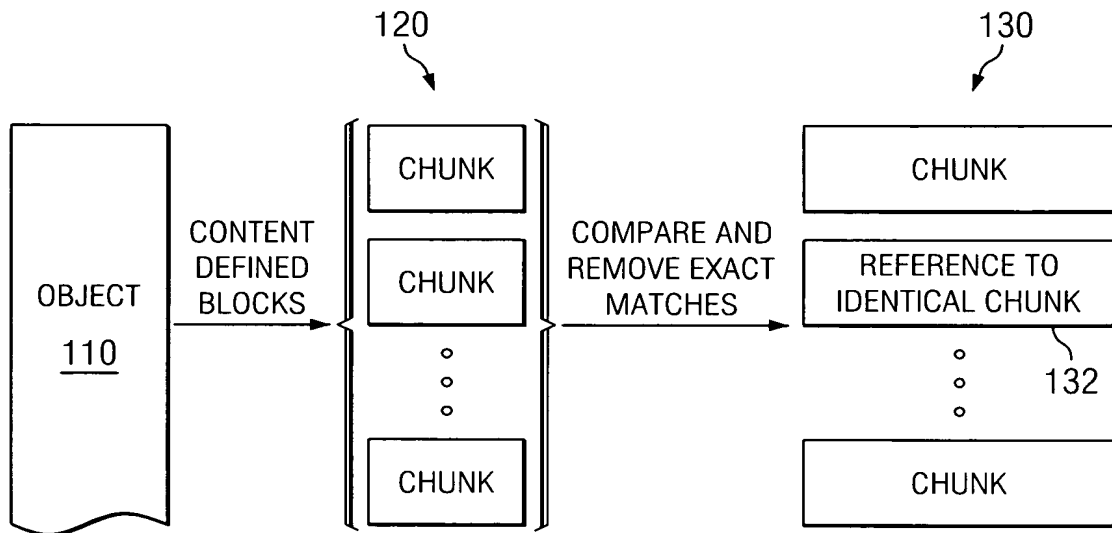 120
130
OBJECT
110
CONTENT
DEFINED
BLOCKS
CHUNK
CHUNK
CHUNK
COMPARE AND
REMOVE EXACT
MATCHES
CHUNK
REFERENCE TO
IDENTICAL CHUNK
132
CHUNK